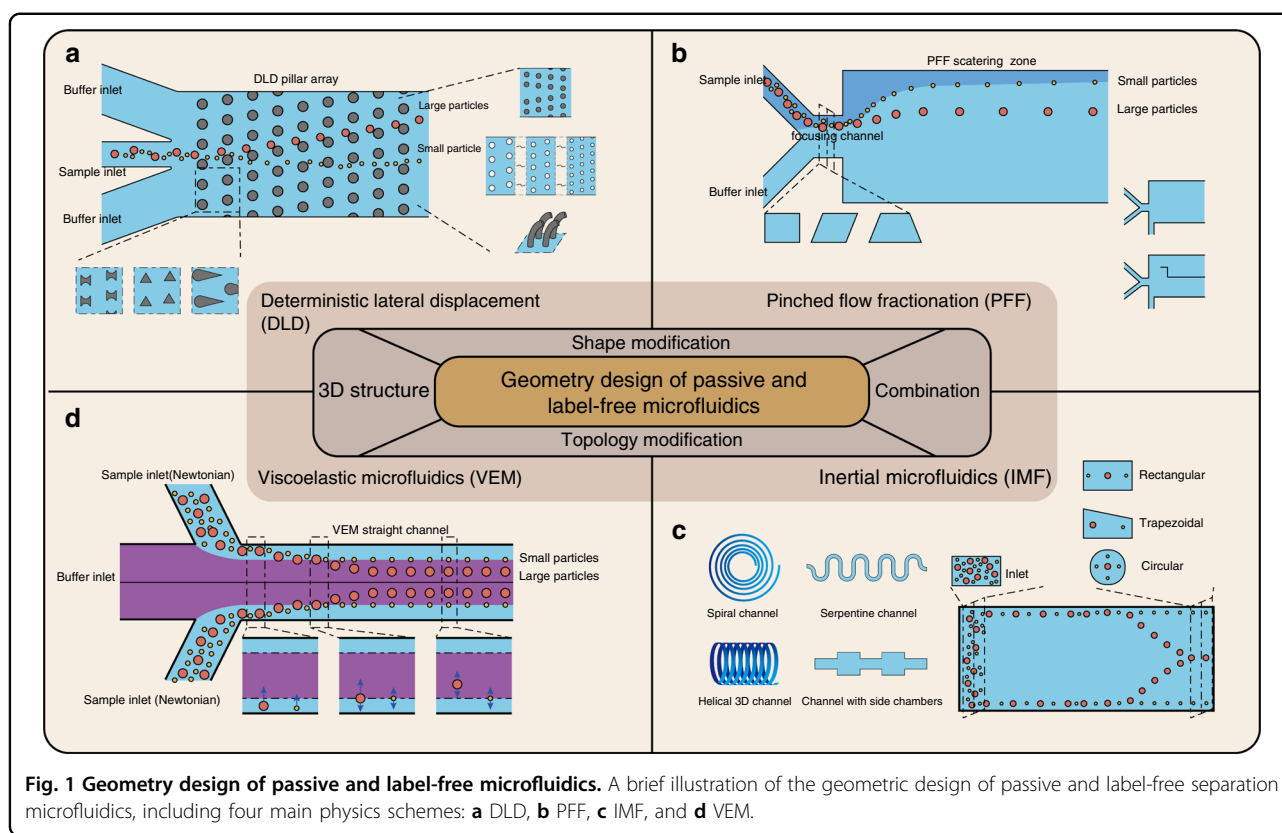 a
DLD pillar array
Buffer inlet
Large particles
Small particle
Sample inlet
Buffer inlet
Deterministic lateral displacement
(DLD)
b
PFF scatering zone
Sample inlet
Small particles
Large particles
focusing channel
Buffer inlet
Pinched flow fractionation (PFF)
Shape modification
3D structure
Geometry design of passive and
label-free microfluidics
Combination
Topology modification
d
Viscoelastic microfluidics (VEM)
Sample inlet(Newtonian)
VEM straight channel
Small particles
Buffer inlet
Large particles
Sample inlet (Newtonian)
Inertial microfluidics (IMF)
c
Rectangular
Trapezoidal
Circular
Inlet
Spiral channel
Serpentine channel
Helical 3D channel
Channel with side chambers
Fig. 1 Geometry design of passive and label-free microfluidics. A brief illustration of the geometric design of passive and label-free separation
microfluidics, including four main physics schemes: a DLD, b PFF, c IMF, and d VEM.